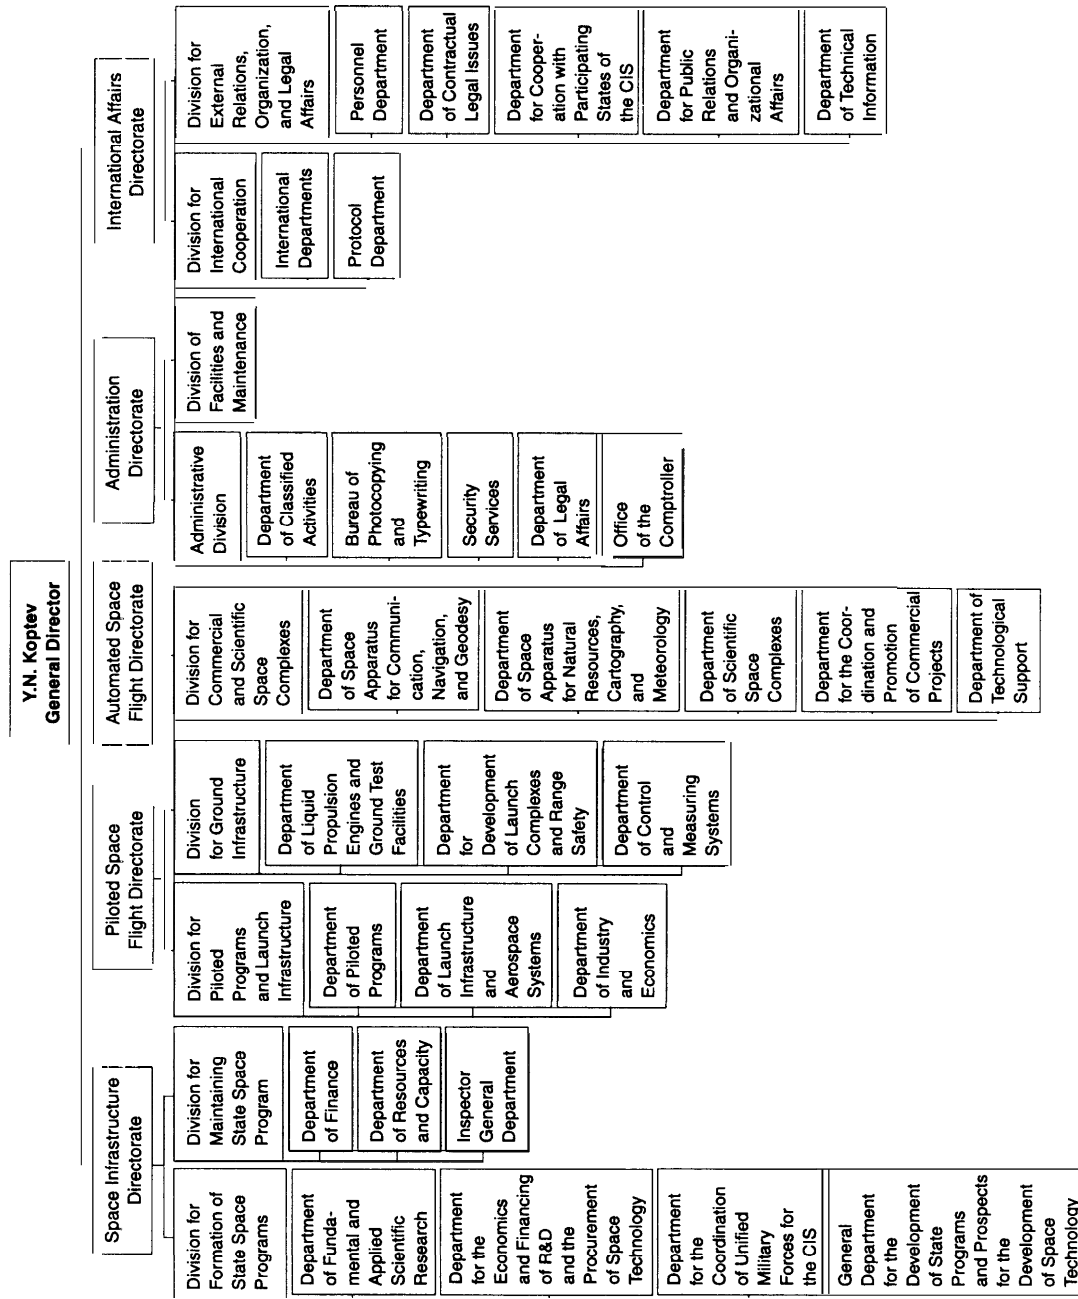 Y.N. Koptev
General Director
Space Infrastructure
Directorate
Division for
Formation of
State Space
Programs
Department
of Funda-
mental and
Applied
Scientific
Research
Department
for the
Economics
and Financing
of R&D
and the
Procurement
of Space
Technology
Department
for the
Coordination
of Unified
Military
Forces for
the CIS
General
Department
for the
Development
of State
Programs
and Prospects
for the
Development
of Space
Technology
Division for
Maintaining
State Space
Program
Department
of Finance
Department
of Resources
and Capacity
Inspector
General
Department
Piloted Space
Flight Directorate
Division for
Piloted
Programs
and Launch
Infrastructure
Department
of Piloted
Programs
Department
of Launch
Infrastructure
and
Aerospace
Systems
Department
of Industry
and
Economics
Division
for Ground
Infrastructure
Department
of Liquid
Propulsion
Engines and
Ground Test
Facilities
Department
for
Development
of Launch
Complexes
and Range
Safety
Department
of Control
and
Measuring
Systems
Automated Space
Flight Directorate
Division for
Commercial
and Scientific
Space
Complexes
Department
of Space
Apparatus
for Communi-
cation,
Navigation,
and Geodesy
Department
of Space
Apparatus
for Natural
Resources,
Cartography,
and
Meteorology
Department
of Scientific
Space
Complexes
Department
for the Coor-
dination and
Promotion
of Commercial
Projects
Department of
Technological
Support
Administration
Directorate
Administrative
Division
Department
of Classified
Activities
Bureau of
Photocopying
and
Typewriting
Security
Services
Department
of Legal
Affairs
Office
of the
Comptroller
Division of
Facilities and
Maintenance
International Affairs
Directorate
Division for
International
Cooperation
International
Departments
Protocol
Department
Division for
External
Relations,
Organization,
and Legal
Affairs
Personnel
Department
Department
of Contractual
Legal Issues
Department
for Cooper-
ation with
Participating
States of
the CIS
Department
for Public
Relations
and Organi-
zational
Affairs
Department
of Technical
Information